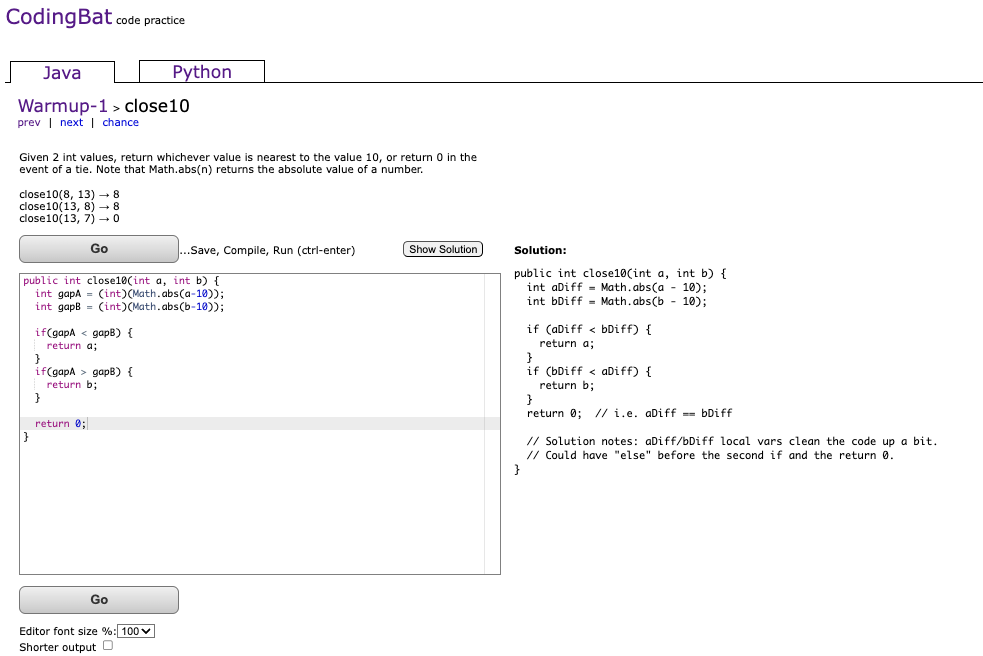 CodingBat code practice
Java
Python
Warmup-1 > close10
prev | next | chance
Given 2 int values, return whichever value is nearest to the value 10, or return 0 in the
event of a tie. Note that Math.abs(n) returns the absolute value of a number.
close10(8, 13) → 8
close10(13, 8) → 8
close10(13, 7) → 0
Go
...Save, Compile, Run (ctrl-enter)
Show Solution
public int close10(int a, int b) {
  int gapA = (int)(Math.abs(a-10));
  int gapB = (int)(Math.abs(b-10));
  if(gapA < gapB) {
    return a;
  }
  if(gapA > gapB) {
    return b;
  }
  return 0;
}
Solution:
public int close10(int a, int b) {
  int aDiff = Math.abs(a - 10);
  int bDiff = Math.abs(b - 10);
  if (aDiff < bDiff) {
    return a;
  }
  if (bDiff < aDiff) {
    return b;
  }
  return 0;  // i.e. aDiff == bDiff
  // Solution notes: aDiff/bDiff local vars clean the code up a bit.
  // Could have "else" before the second if and the return 0.
}
Go
Editor font size %: 100
Shorter output